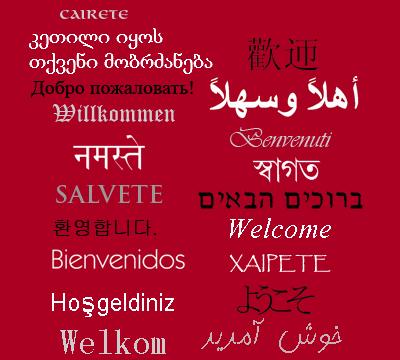 CAIRETE
კეთილი იყოს
თქვენი მობრძანება
Добро пожаловать!
Willkommen
नमस्ते
SALVETE
환영합니다.
Bienvenidos
Hoşgeldiniz
Welkom
歡迎
أهلاً وسهلاً
Benvenuti
স্বাগত
ברוכים הבאים
Welcome
ΧΑΙΡΕΤΕ
ようこそ
خوش آمدید